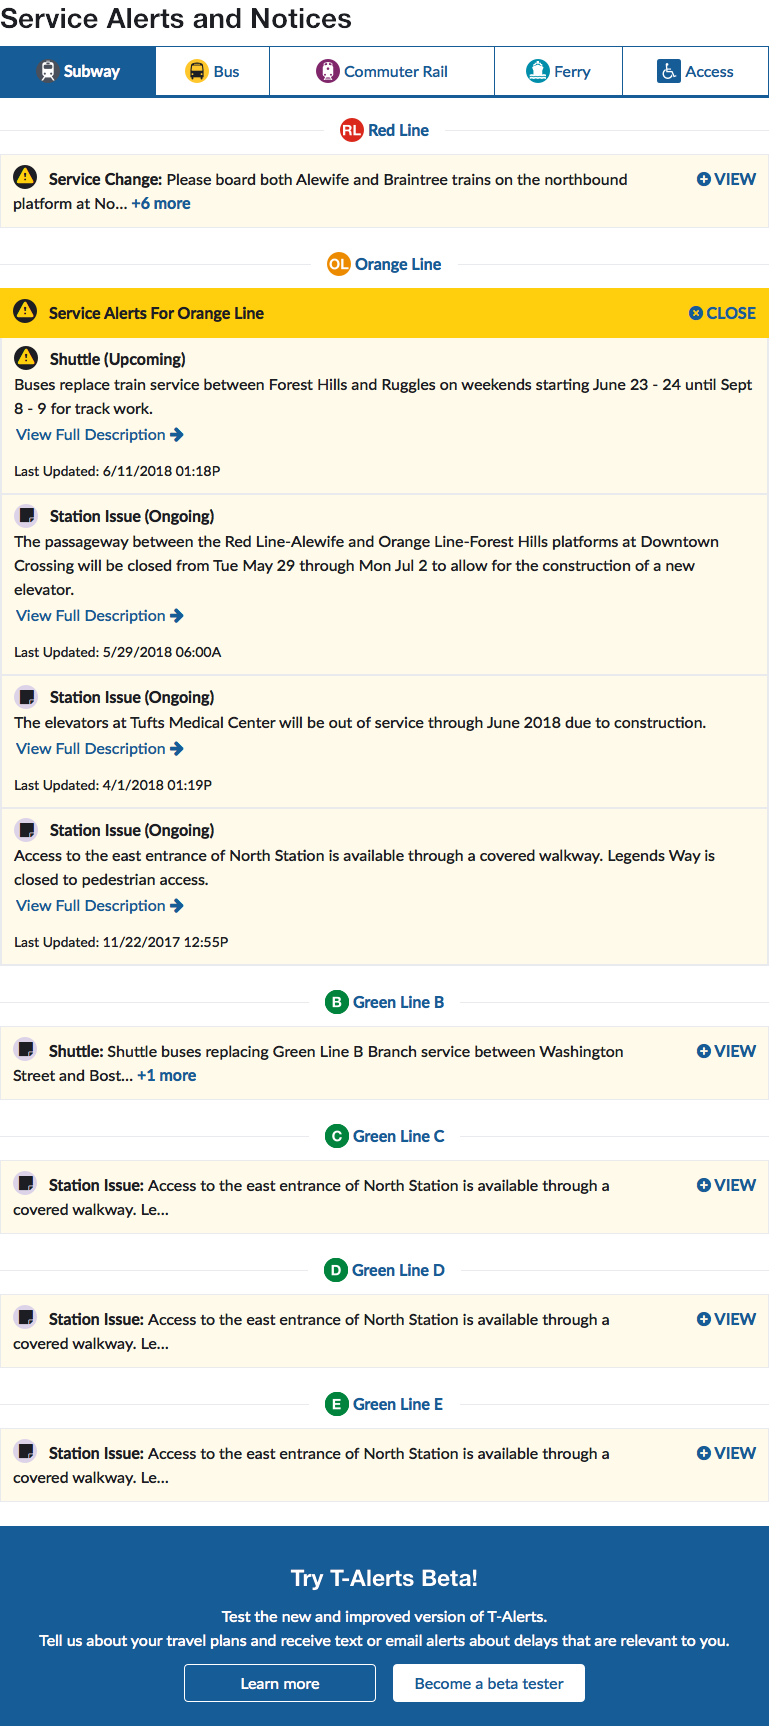 Service Alerts and Notices
Subway Bus Commuter Rail Ferry Access
RL Red Line
Service Change: Please board both Alewife and Braintree trains on the northbound VIEW
platform at No... +6 more
OL Orange Line
Service Alerts For Orange Line CLOSE
Shuttle (Upcoming)
Buses replace train service between Forest Hills and Ruggles on weekends starting June 23 - 24 until Sept
8 - 9 for track work.
View Full Description
Last Updated: 6/11/2018 01:18P
Station Issue (Ongoing)
The passageway between the Red Line-Alewife and Orange Line-Forest Hills platforms at Downtown
Crossing will be closed from Tue May 29 through Mon Jul 2 to allow for the construction of a new
elevator.
View Full Description
Last Updated: 5/29/2018 06:00A
Station Issue (Ongoing)
The elevators at Tufts Medical Center will be out of service through June 2018 due to construction.
View Full Description
Last Updated: 4/1/2018 01:19P
Station Issue (Ongoing)
Access to the east entrance of North Station is available through a covered walkway. Legends Way is
closed to pedestrian access.
View Full Description
Last Updated: 11/22/2017 12:55P
B Green Line B
Shuttle: Shuttle buses replacing Green Line B Branch service between Washington VIEW
Street and Bost... +1 more
C Green Line C
Station Issue: Access to the east entrance of North Station is available through a VIEW
covered walkway. Le...
D Green Line D
Station Issue: Access to the east entrance of North Station is available through a VIEW
covered walkway. Le...
E Green Line E
Station Issue: Access to the east entrance of North Station is available through a VIEW
covered walkway. Le...
Try T-Alerts Beta!
Test the new and improved version of T-Alerts.
Tell us about your travel plans and receive text or email alerts about delays that are relevant to you.
Learn more Become a beta tester